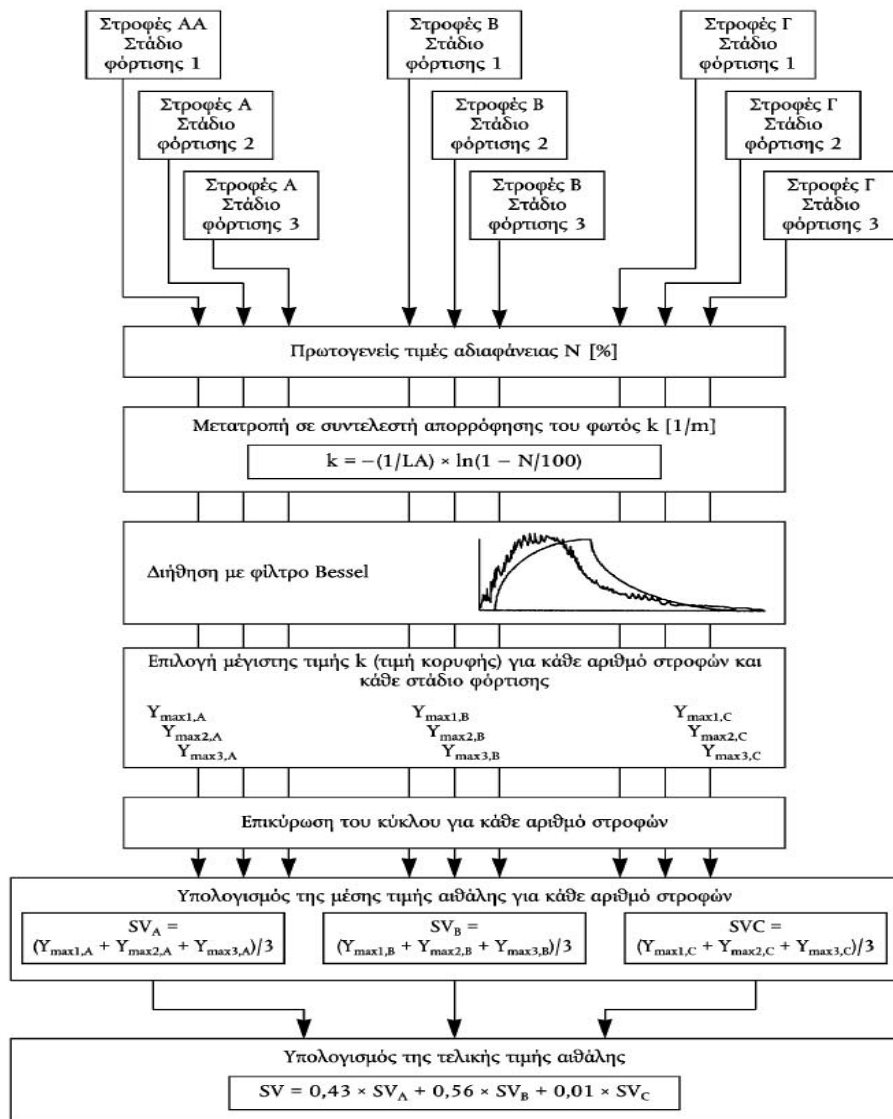 Στροφές ΑΑ
Στάδιο
φόρτισης 1
Στροφές Β
Στάδιο
φόρτισης 1
Στροφές Γ
Στάδιο
φόρτισης 1
Στροφές Α
Στάδιο
φόρτισης 2
Στροφές Β
Στάδιο
φόρτισης 2
Στροφές Γ
Στάδιο
φόρτισης 2
Στροφές Α
Στάδιο
φόρτισης 3
Στροφές Β
Στάδιο
φόρτισης 3
Στροφές Γ
Στάδιο
φόρτισης 3
Πρωτογενείς τιμές αδιαφάνειας N [%]
Μετατροπή σε συντελεστή απορρόφησης του φωτός k [1/m]
k = −(1/LA) × ln(1 − N/100)
Διήθηση με φίλτρο Bessel
Επιλογή μέγιστης τιμής k (τιμή κορυφής) για κάθε αριθμό στροφών και
κάθε στάδιο φόρτισης
Ymax1,A Ymax1,B Ymax1,C
Ymax2,A Ymax2,B Ymax2,C
Ymax3,A Ymax3,B Ymax3,C
Επικύρωση του κύκλου για κάθε αριθμό στροφών
Υπολογισμός της μέσης τιμής αιθάλης για κάθε αριθμό στροφών
SVA =
(Ymax1,A + Ymax2,A + Ymax3,A)/3
SVB =
(Ymax1,B + Ymax2,B + Ymax3,B)/3
SVC =
(Ymax1,C + Ymax2,C + Ymax3,C)/3
Υπολογισμός της τελικής τιμής αιθάλης
SV = 0,43 × SVA + 0,56 × SVB + 0,01 × SVC